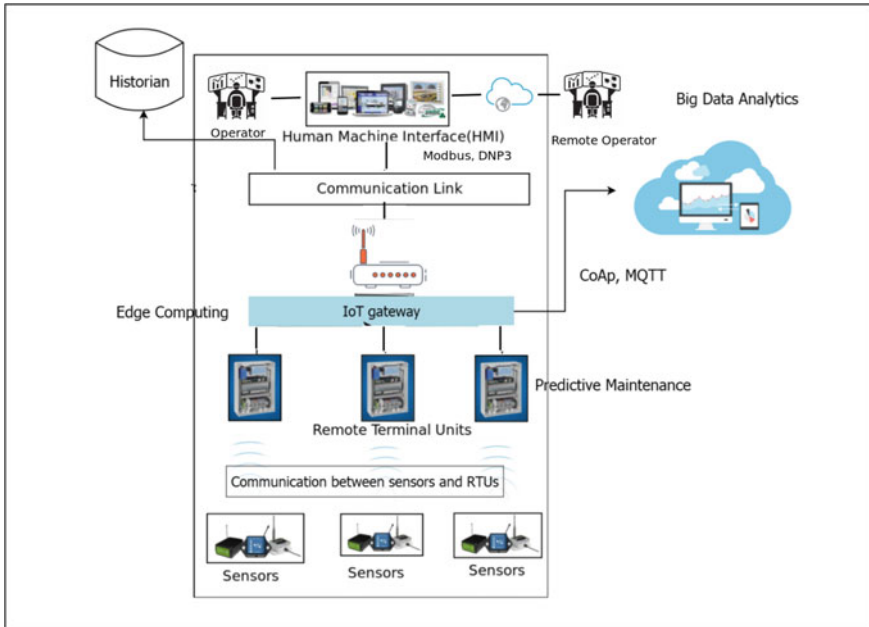 Historian
Operator
Human Machine Interface(HMI)
Remote Operator
Big Data Analytics
Modbus, DNP3
Communication Link
CoAp, MQTT
Edge Computing
IoT gateway
Predictive Maintenance
Remote Terminal Units
Communication between sensors and RTUs
Sensors
Sensors
Sensors